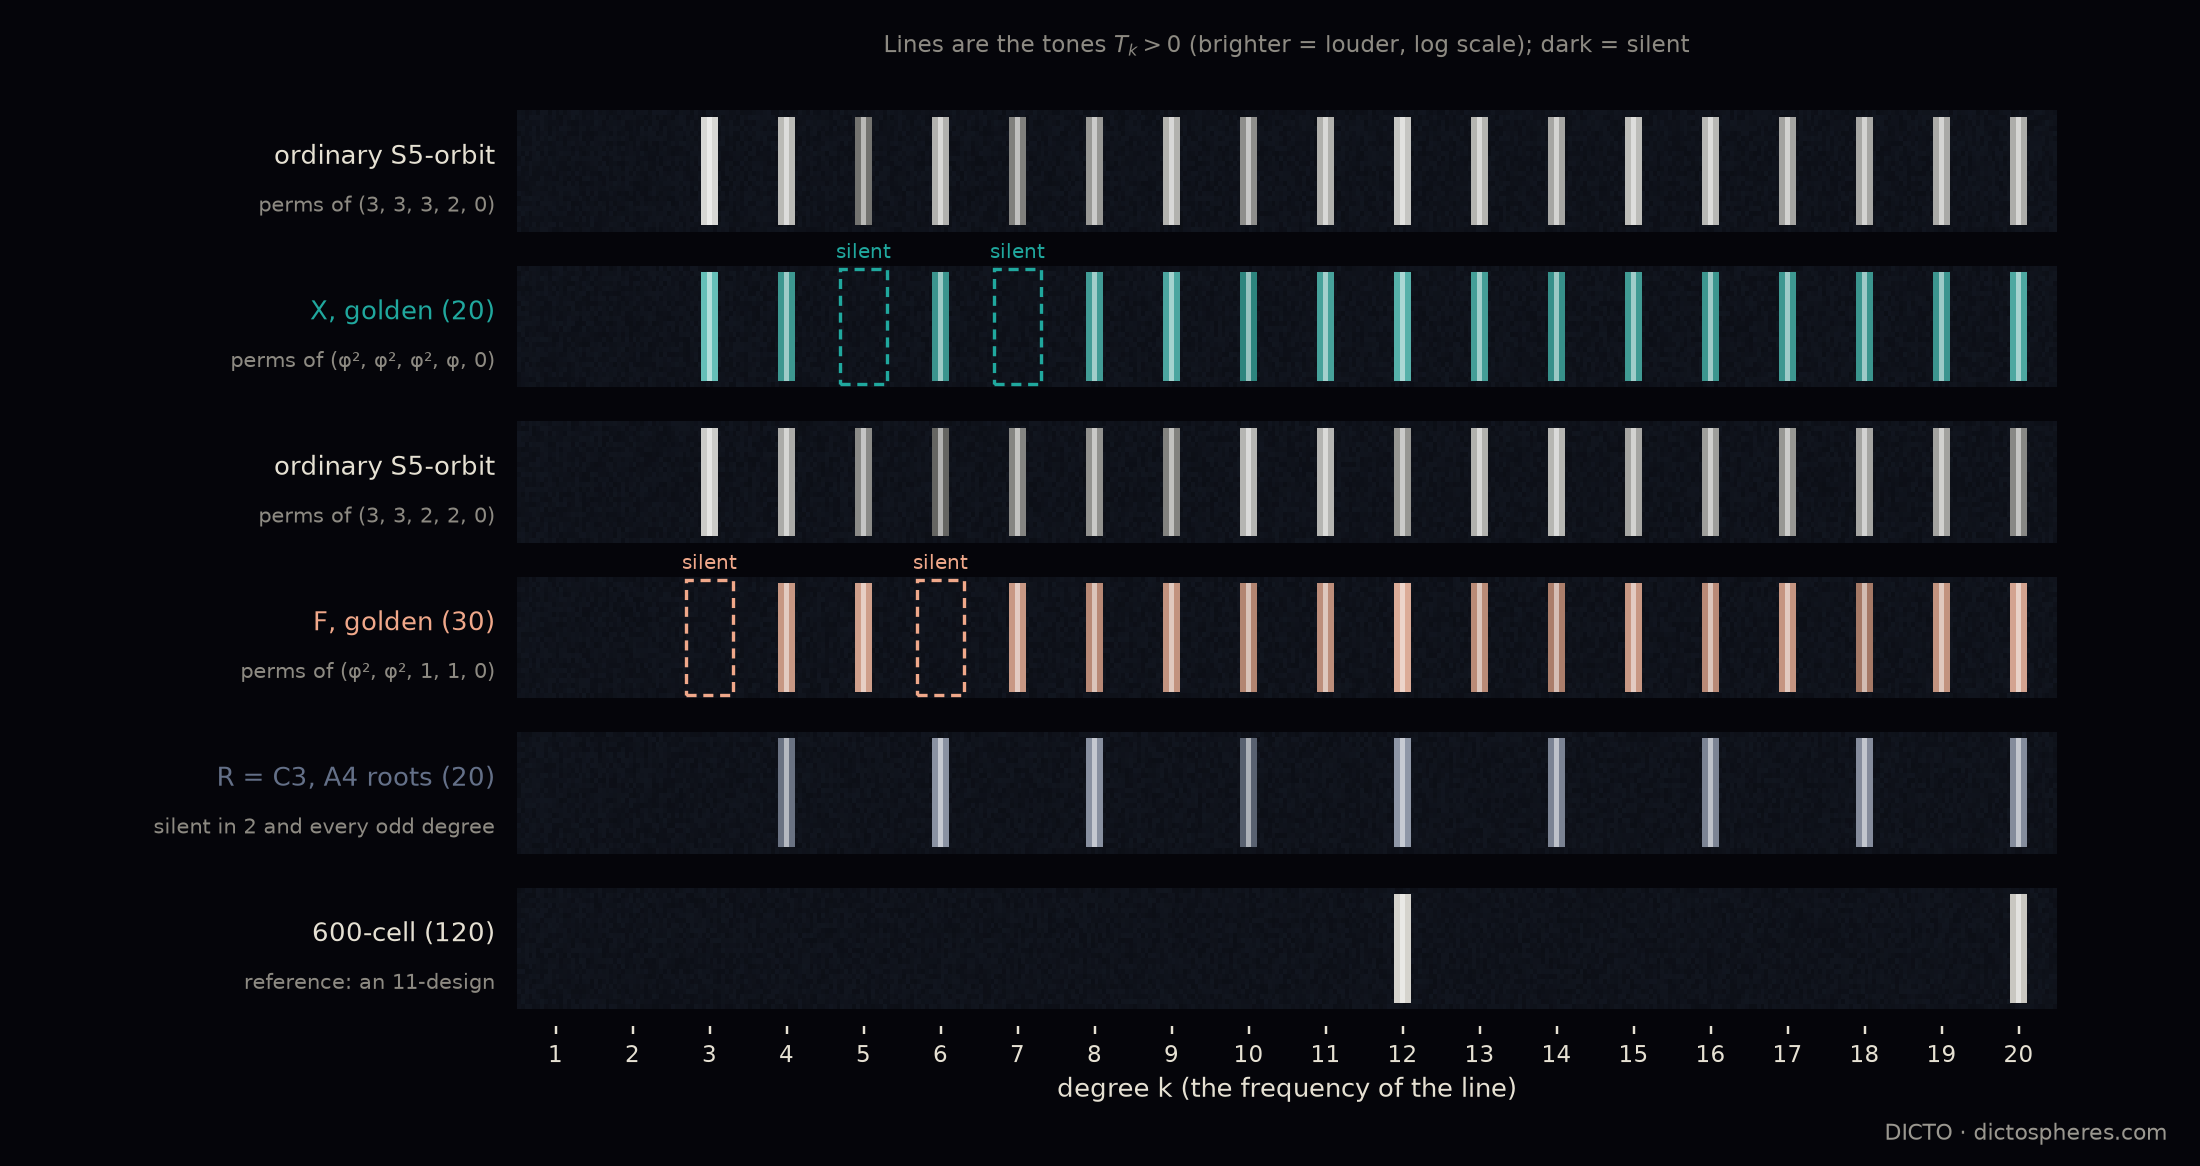 Lines are the tones Tₖ > 0 (brighter = louder, log scale); dark = silent
ordinary S5-orbit
perms of (3, 3, 3, 2, 0)
silent silent
X, golden (20)
perms of (φ², φ², φ², φ, 0)
ordinary S5-orbit
perms of (3, 3, 2, 2, 0)
silent silent
F, golden (30)
perms of (φ², φ², 1, 1, 0)
R = C3, A4 roots (20)
silent in 2 and every odd degree
600-cell (120)
reference: an 11-design
1 2 3 4 5 6 7 8 9 10 11 12 13 14 15 16 17 18 19 20
degree k (the frequency of the line)
DICTO · dictospheres.com